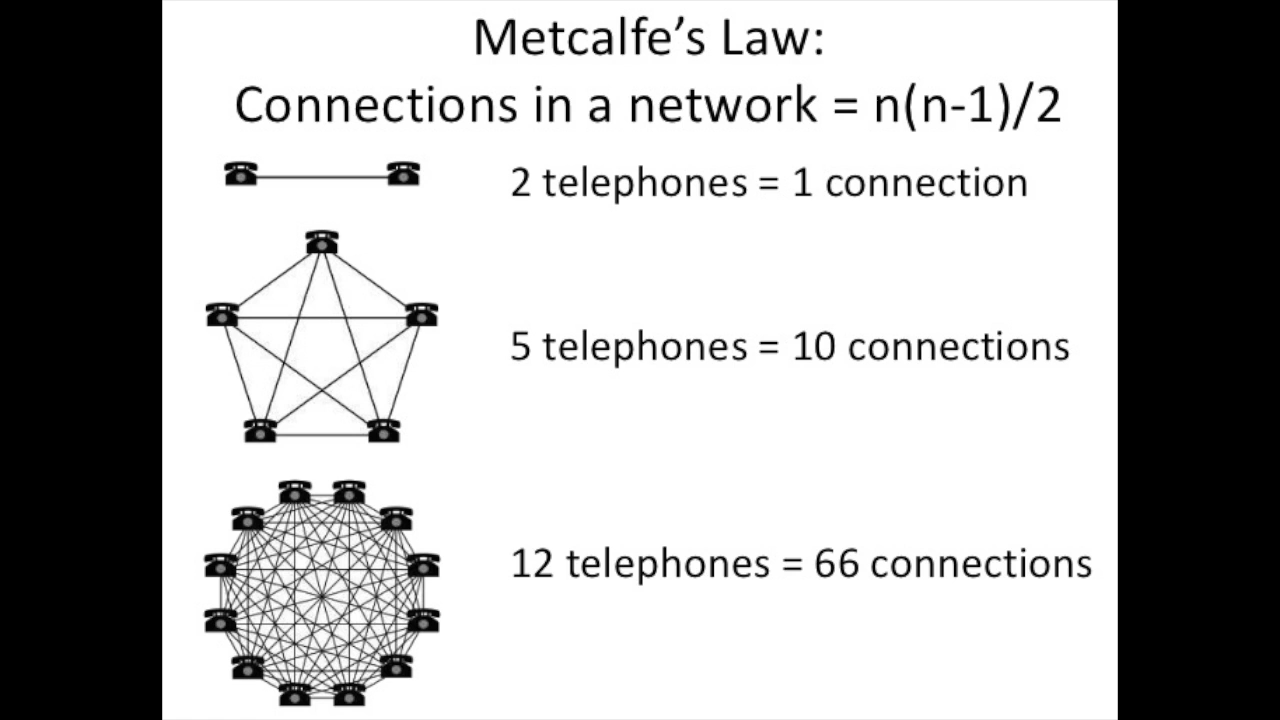 Metcalfe’s Law:
Connections in a network = n(n-1)/2
2 telephones = 1 connection
5 telephones = 10 connections
12 telephones = 66 connections